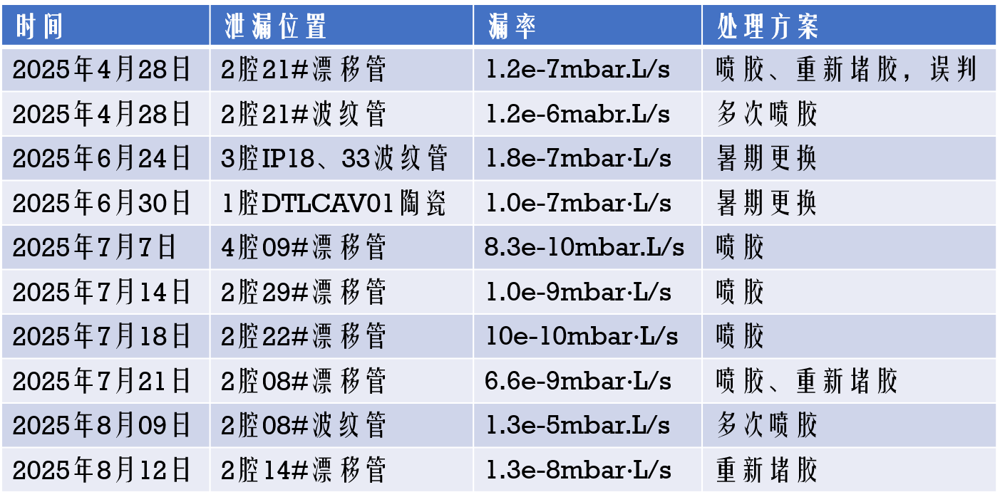 时间 泄漏位置 漏率 处理方案
2025年4月28日 2腔21#漂移管 1.2e-7mbar.L/s 喷胶、重新堵胶，误判
2025年4月28日 2腔21#波纹管 1.2e-6mabr.L/s 多次喷胶
2025年6月24日 3腔IP18、33波纹管 1.8e-7mbar·L/s 暑期更换
2025年6月30日 1腔DTLCAV01陶瓷 1.0e-7mbar·L/s 暑期更换
2025年7月7日 4腔09#漂移管 8.3e-10mbar.L/s 喷胶
2025年7月14日 2腔29#漂移管 1.0e-9mbar·L/s 喷胶
2025年7月18日 2腔22#漂移管 10e-10mbar·L/s 喷胶
2025年7月21日 2腔08#漂移管 6.6e-9mbar·L/s 喷胶、重新堵胶
2025年8月09日 2腔08#波纹管 1.3e-5mbar.L/s 多次喷胶
2025年8月12日 2腔14#漂移管 1.3e-8mbar·L/s 重新堵胶